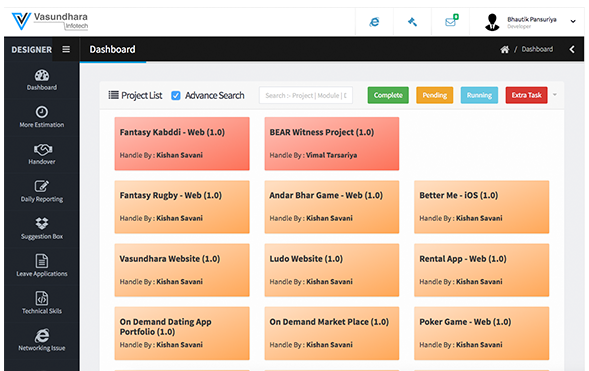 Vasundhara
Infotech
Bhautik Pansuriya
Developer
DESIGNER
Dashboard
/ Dashboard
Dashboard
More Estimation
Handover
Daily Reporting
Suggestion Box
Leave Applications
Technical Skils
Networking Issue
Project List
Advance Search
Search :- Project | Module | D
Complete
Pending
Running
Extra Task
Fantasy Kabddi - Web (1.0)
Handle By : Kishan Savani
BEAR Witness Project (1.0)
Handle By : Vimal Tarsariya
Fantasy Rugby - Web (1.0)
Handle By : Kishan Savani
Andar Bhar Game - Web (1.0)
Handle By : Kishan Savani
Better Me - iOS (1.0)
Handle By : Kishan Savani
Vasundhara Website (1.0)
Handle By : Kishan Savani
Ludo Website (1.0)
Handle By : Kishan Savani
Rental App - Web (1.0)
Handle By : Kishan Savani
On Demand Dating App
Portfolio (1.0)
Handle By : Kishan Savani
On Demand Market Place (1.0)
Handle By : Kishan Savani
Poker Game - Web (1.0)
Handle By : Kishan Savani